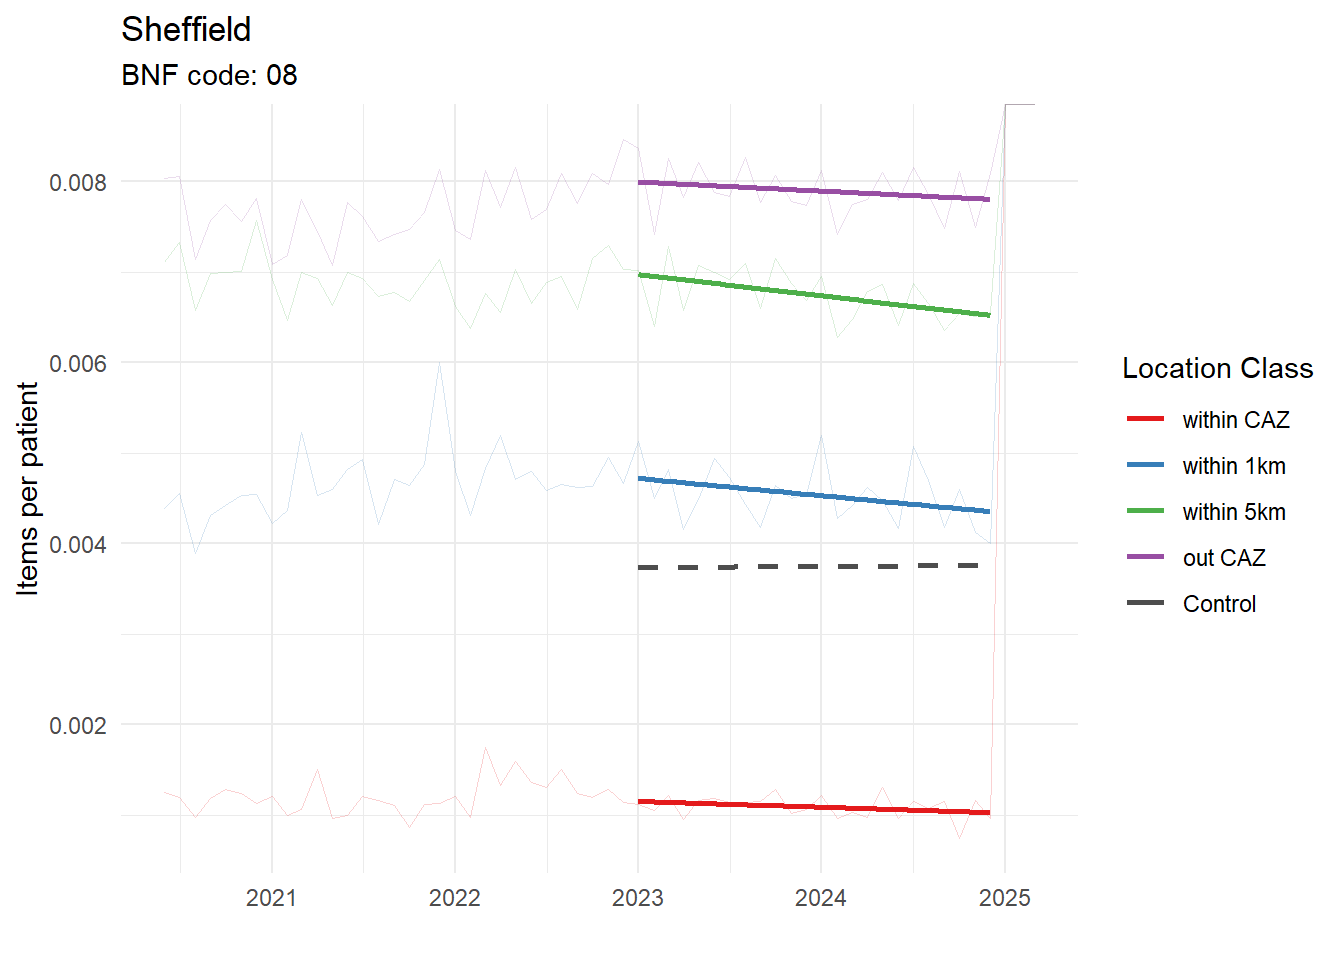 Sheffield
BNF code: 08
Items per patient
0.008
0.006
0.004
0.002
2021
2022
2023
2024
2025
Location Class
within CAZ
within 1km
within 5km
out CAZ
Control